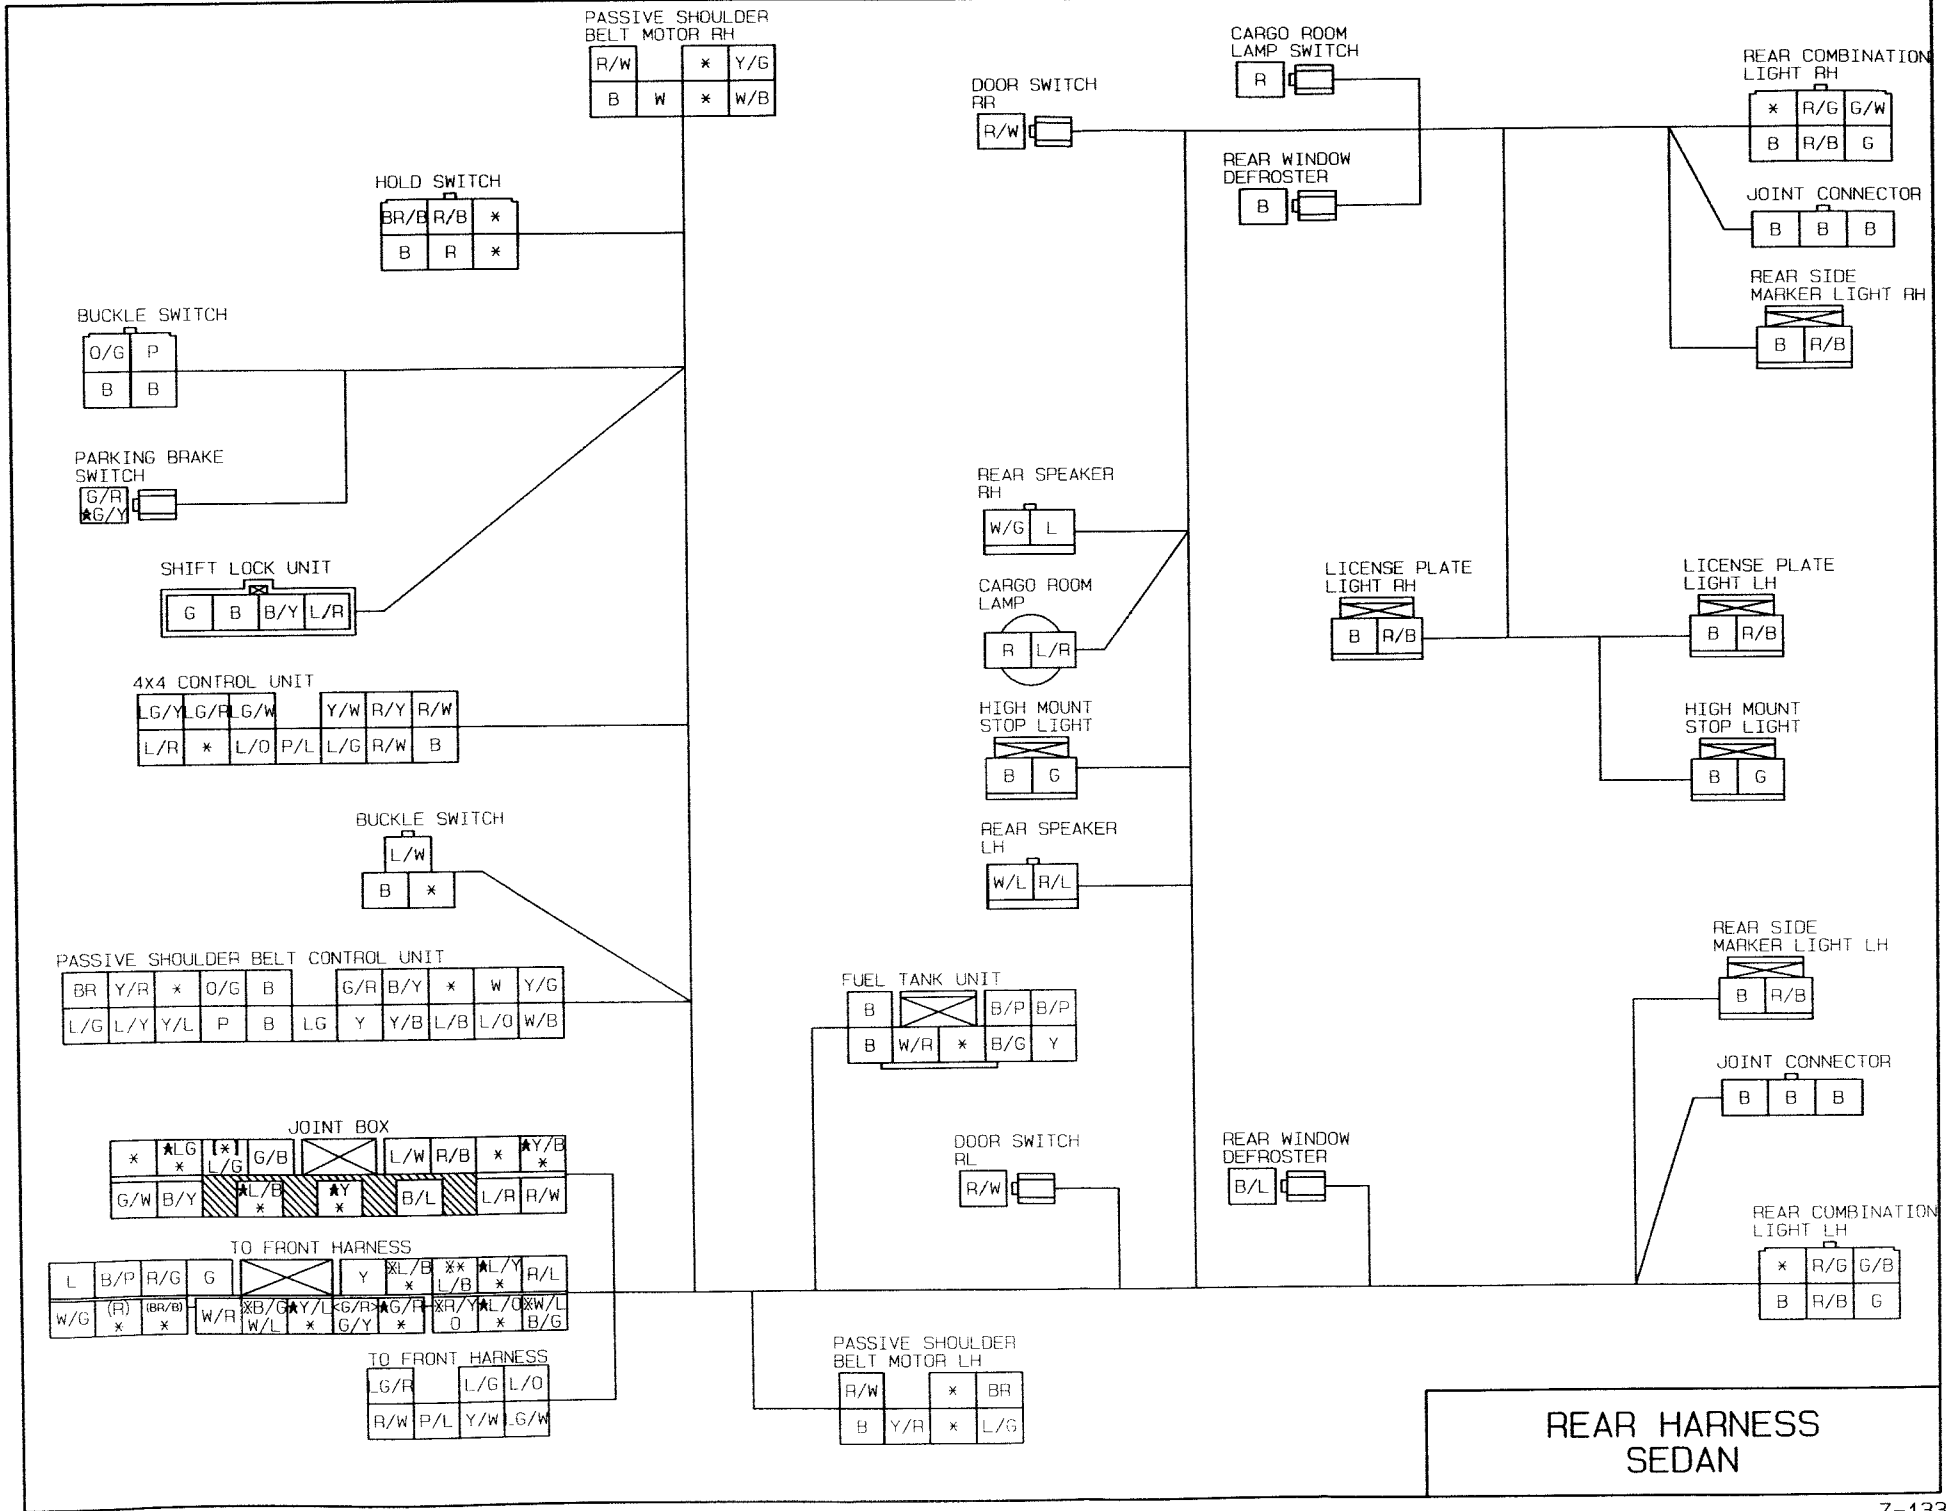 PASSIVE SHOULDER
BELT MOTOR RH
R/W * Y/G
B W * W/B
HOLD SWITCH
BR/B R/B *
B R *
BUCKLE SWITCH
O/G P
B B
PARKING BRAKE
SWITCH
G/R
★G/Y
SHIFT LOCK UNIT
G B B/Y L/R
4X4 CONTROL UNIT
LG/Y LG/R LG/W Y/W R/Y R/W
L/R * L/O P/L L/G R/W B
BUCKLE SWITCH
L/W
B *
PASSIVE SHOULDER BELT CONTROL UNIT
BR Y/R * O/G B G/R B/Y * W Y/G
L/G L/Y Y/L P B LG Y Y/B L/B L/O W/B
JOINT BOX
* ★LG * [*] L/G G/B L/W R/B * ★Y/B *
G/W B/Y ★L/B * ★Y * B/L L/R R/W
TO FRONT HARNESS
L B/P R/G G Y ※L/B * ※* L/B ★L/Y * R/L
W/G (R) * (BR/B) * W/R ※B/G W/L ★Y/L * <G/R> G/Y ★G/R * ※R/Y O ★L/O * ※W/L B/G
TO FRONT HARNESS
LG/R L/G L/O
R/W P/L Y/W LG/W
DOOR SWITCH
RR
R/W
CARGO ROOM
LAMP SWITCH
R
REAR WINDOW
DEFROSTER
B
REAR COMBINATION
LIGHT RH
* R/G G/W
B R/B G
JOINT CONNECTOR
B B B
REAR SIDE
MARKER LIGHT RH
B R/B
REAR SPEAKER
RH
W/G L
CARGO ROOM
LAMP
R L/R
HIGH MOUNT
STOP LIGHT
B G
REAR SPEAKER
LH
W/L R/L
LICENSE PLATE
LIGHT RH
B R/B
LICENSE PLATE
LIGHT LH
B R/B
HIGH MOUNT
STOP LIGHT
B G
FUEL TANK UNIT
B B/P B/P
B W/R * B/G Y
REAR SIDE
MARKER LIGHT LH
B R/B
JOINT CONNECTOR
B B B
DOOR SWITCH
RL
R/W
REAR WINDOW
DEFROSTER
B/L
REAR COMBINATION
LIGHT LH
* R/G G/B
B R/B G
PASSIVE SHOULDER
BELT MOTOR LH
R/W * BR
B Y/R * L/G
REAR HARNESS
SEDAN
7-133